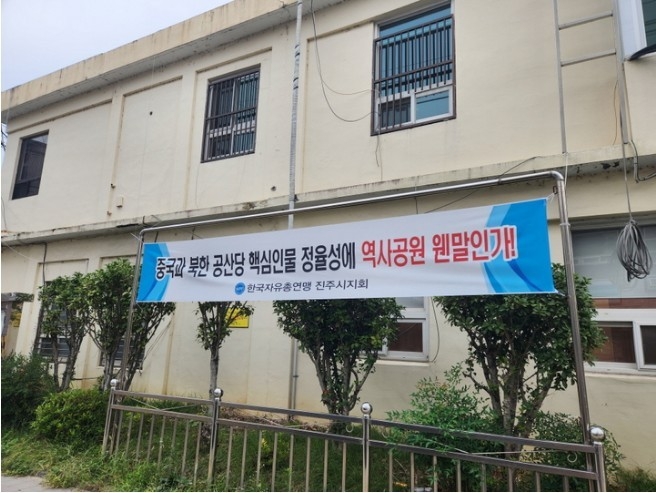 중국과 북한 공산당 핵심인물 정율성에 역사공원 웬말인가!
한국자유총연맹 진주시지회